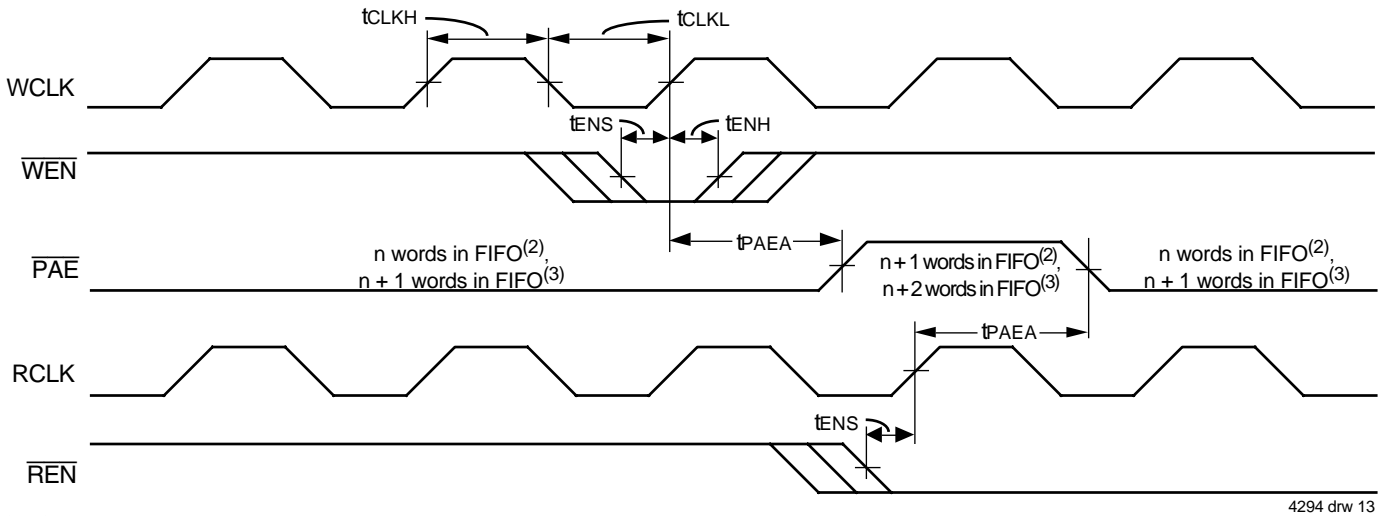 tCLKH
tCLKL
WCLK
tENS
tENH
WEN
tPAEA
PAE
n words in FIFO(2),
n + 1 words in FIFO(3)
n + 1 words in FIFO(2),
n + 2 words in FIFO(3)
n words in FIFO(2),
n + 1 words in FIFO(3)
tPAEA
RCLK
tENS
REN
4294 drw 13